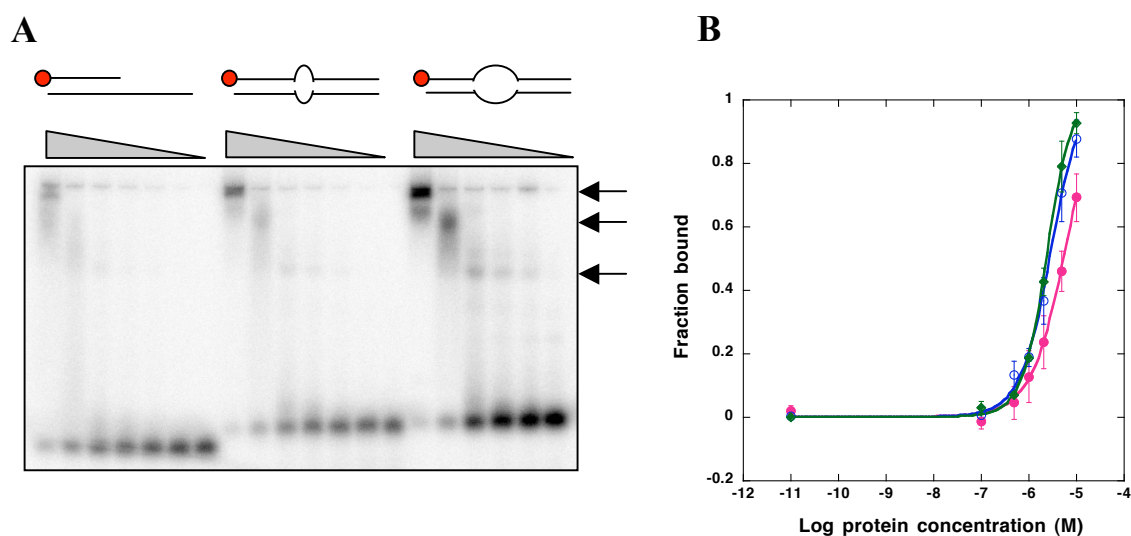 A
B
1
0.8
0.6
0.4
0.2
0
-0.2
Fraction bound
-12 -11 -10 -9 -8 -7 -6 -5 -4
Log protein concentration (M)